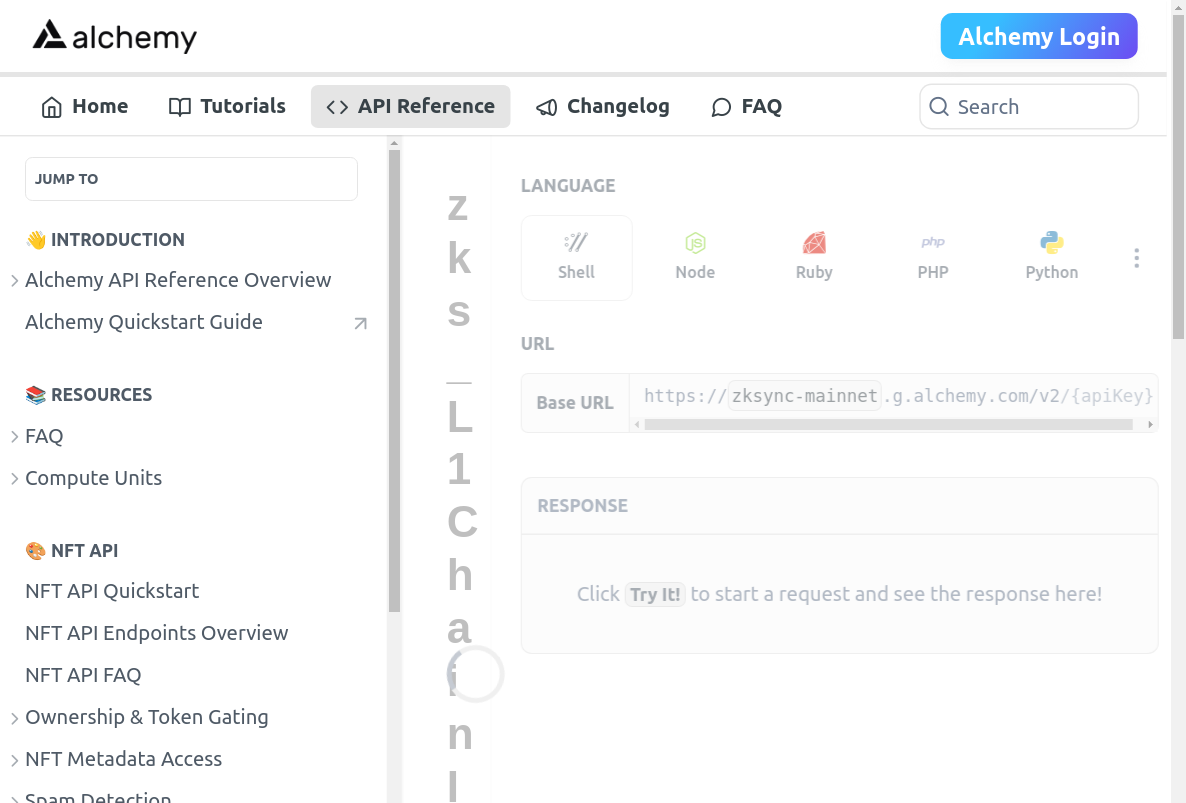 alchemy
Alchemy Login
Home
Tutorials
API Reference
Changelog
FAQ
Search
JUMP TO
👋 INTRODUCTION
Alchemy API Reference Overview
Alchemy Quickstart Guide
📚 RESOURCES
FAQ
Compute Units
🎨 NFT API
NFT API Quickstart
NFT API Endpoints Overview
NFT API FAQ
Ownership & Token Gating
NFT Metadata Access
Spam Detection
z
k
s
_
L
1
C
h
a
i
n
I
LANGUAGE
Shell
Node
Ruby
PHP
Python
URL
Base URL
https://zksync-mainnet.g.alchemy.com/v2/{apiKey}
RESPONSE
Click Try It! to start a request and see the response here!